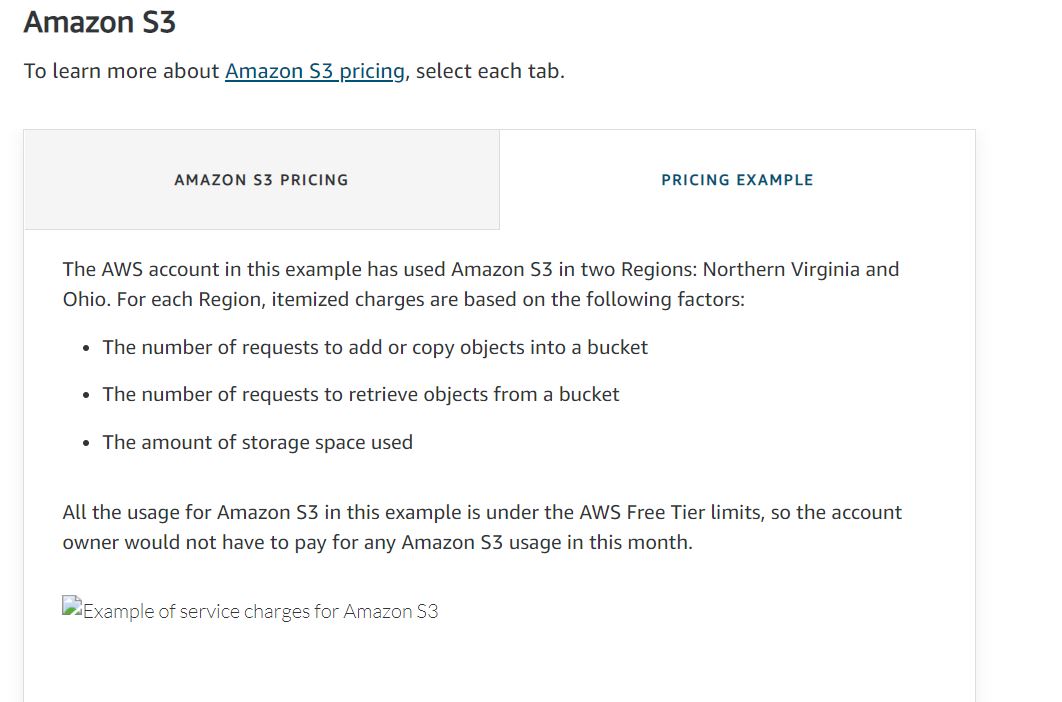 Amazon S3
To learn more about Amazon S3 pricing, select each tab.
AMAZON S3 PRICING
PRICING EXAMPLE
The AWS account in this example has used Amazon S3 in two Regions: Northern Virginia and
Ohio. For each Region, itemized charges are based on the following factors:
• The number of requests to add or copy objects into a bucket
• The number of requests to retrieve objects from a bucket
• The amount of storage space used
All the usage for Amazon S3 in this example is under the AWS Free Tier limits, so the account
owner would not have to pay for any Amazon S3 usage in this month.
Example of service charges for Amazon S3